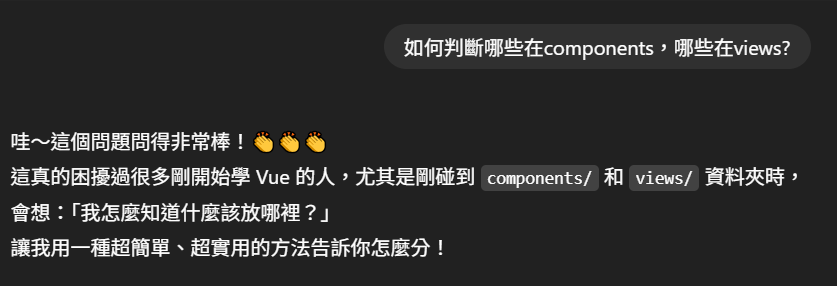 如何判斷哪些在components，哪些在views?
哇～這個問題問得非常棒！👏👏👏
這真的困擾過很多剛開始學 Vue 的人，尤其是剛碰到 components/ 和 views/ 資料夾時，
會想：「我怎麼知道什麼該放哪裡？」
讓我用一種超簡單、超實用的方法告訴你怎麼分！